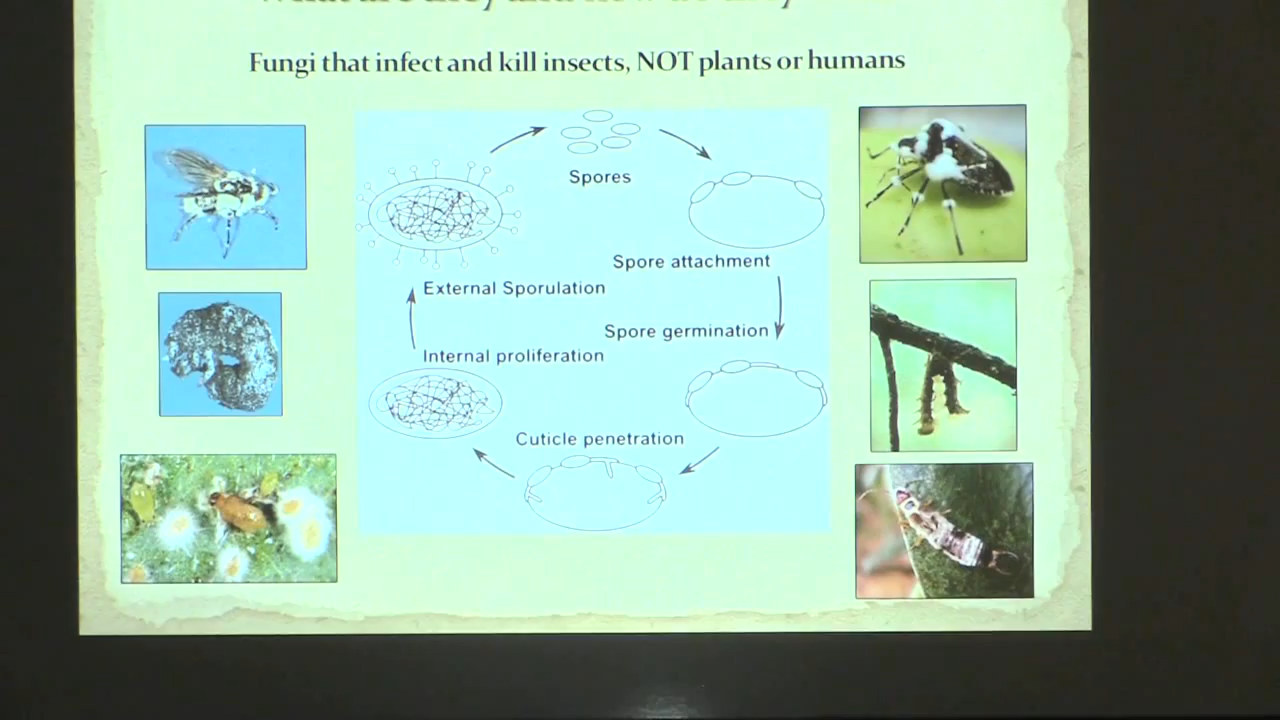 Fungi that infect and kill insects, NOT plants or humans
Spores
Spore attachment
External Sporulation
Spore germination
Internal proliferation
Cuticle penetration